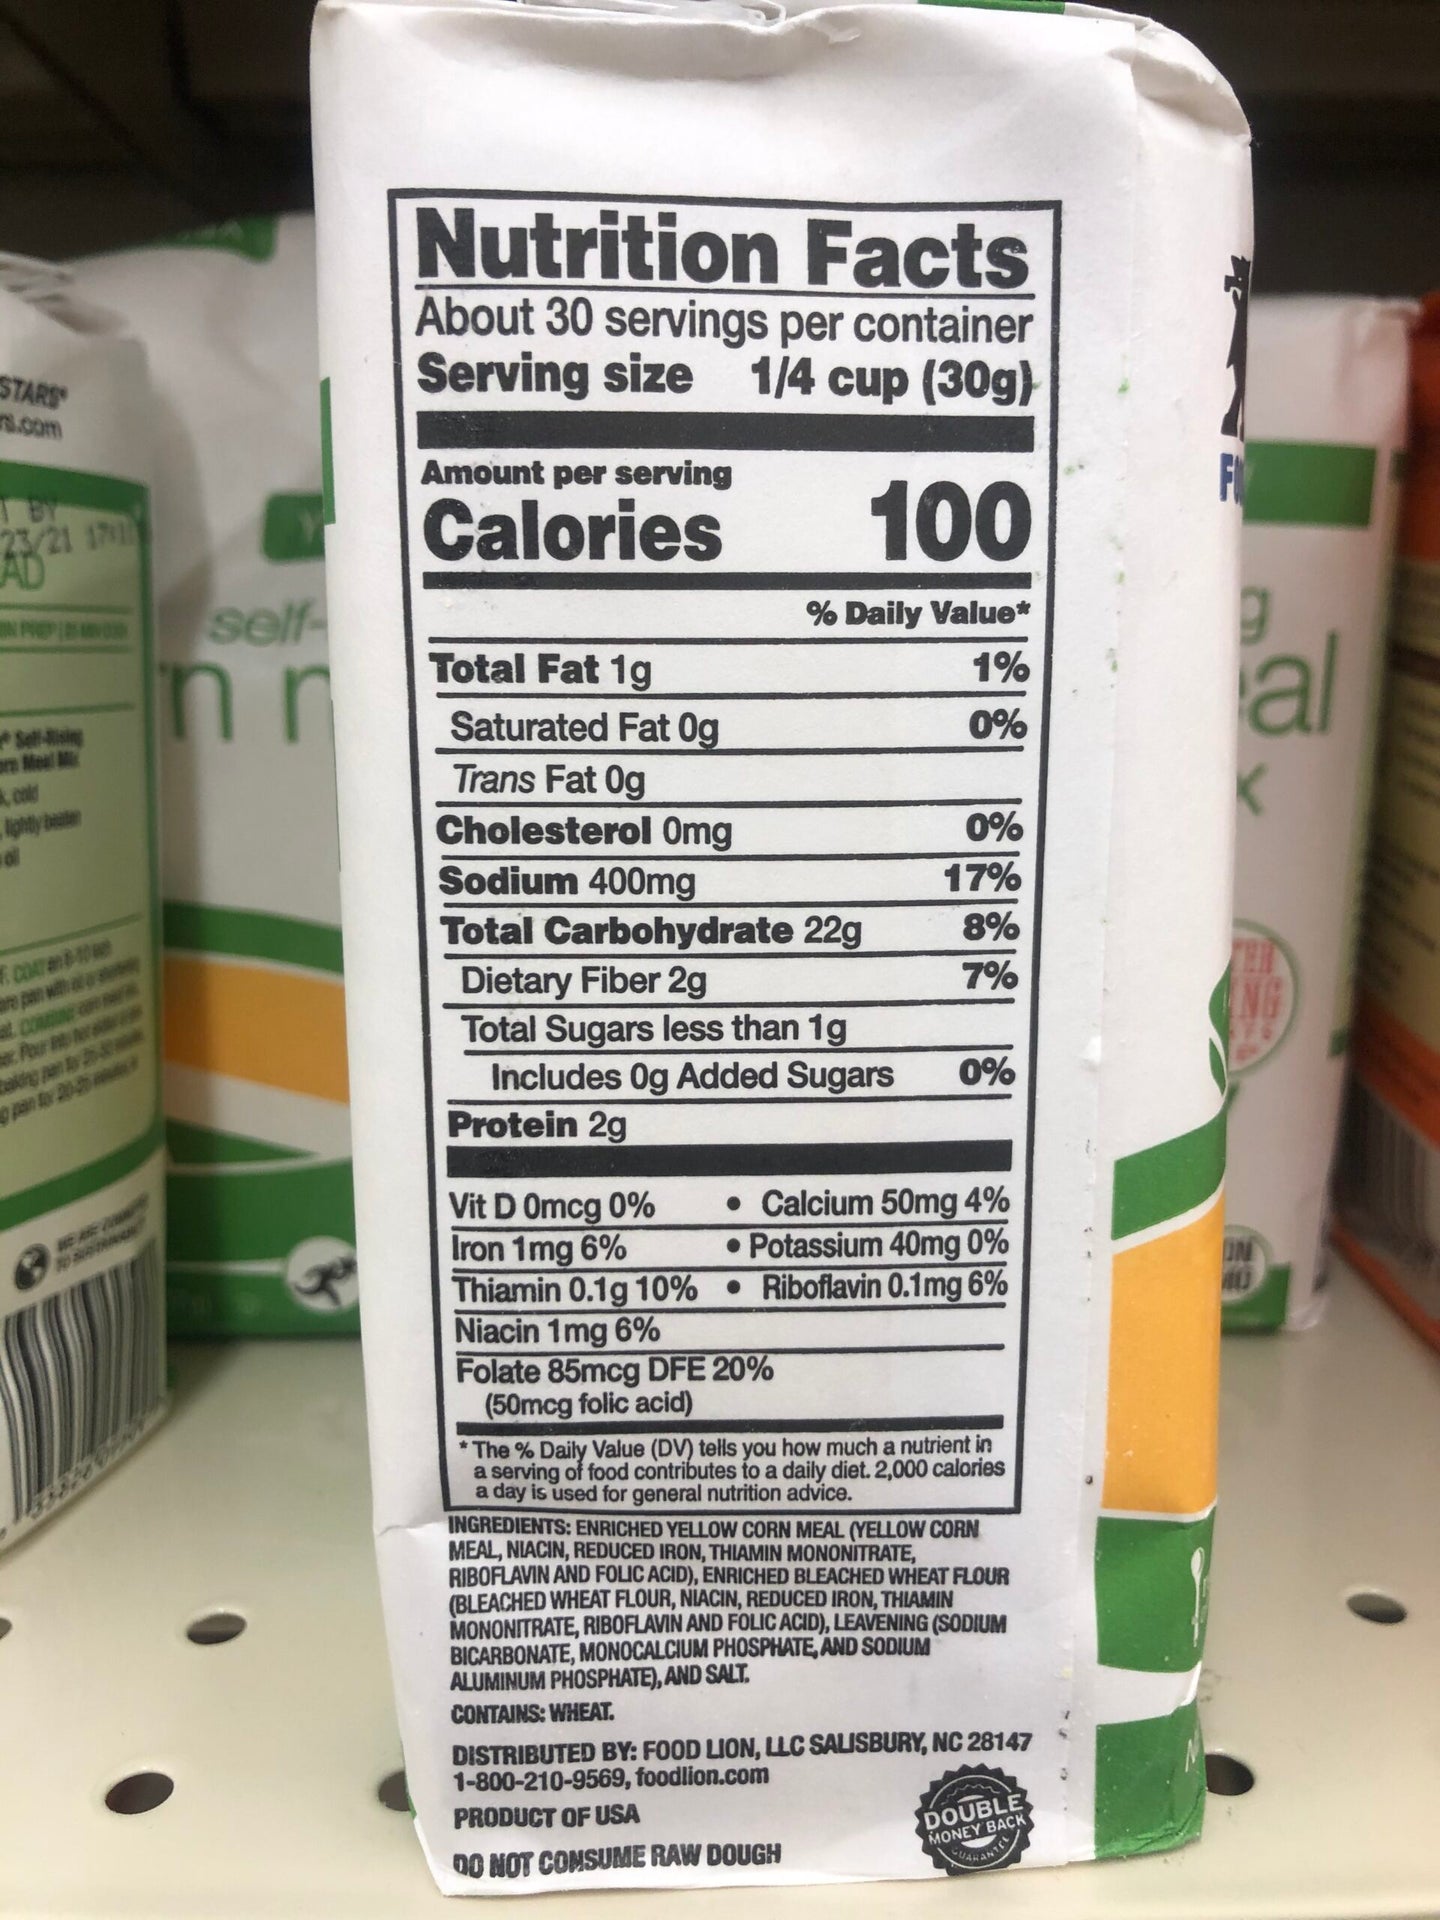 Nutrition Facts
About 30 servings per container
Serving size 1/4 cup (30g)
Amount per serving
Calories 100
% Daily Value*
Total Fat 1g 1%
Saturated Fat 0g 0%
Trans Fat 0g
Cholesterol 0mg 0%
Sodium 400mg 17%
Total Carbohydrate 22g 8%
Dietary Fiber 2g 7%
Total Sugars less than 1g
Includes 0g Added Sugars 0%
Protein 2g
Vit D 0mcg 0% • Calcium 50mg 4%
Iron 1mg 6% • Potassium 40mg 0%
Thiamin 0.1g 10% • Riboflavin 0.1mg 6%
Niacin 1mg 6%
Folate 85mcg DFE 20%
(50mcg folic acid)
* The % Daily Value (DV) tells you how much a nutrient in
a serving of food contributes to a daily diet. 2,000 calories
a day is used for general nutrition advice.
INGREDIENTS: ENRICHED YELLOW CORN MEAL (YELLOW CORN
MEAL, NIACIN, REDUCED IRON, THIAMIN MONONITRATE,
RIBOFLAVIN AND FOLIC ACID), ENRICHED BLEACHED WHEAT FLOUR
(BLEACHED WHEAT FLOUR, NIACIN, REDUCED IRON, THIAMIN
MONONITRATE, RIBOFLAVIN AND FOLIC ACID), LEAVENING (SODIUM
BICARBONATE, MONOCALCIUM PHOSPHATE, AND SODIUM
ALUMINUM PHOSPHATE), AND SALT.
CONTAINS: WHEAT.
DISTRIBUTED BY: FOOD LION, LLC SALISBURY, NC 28147
1-800-210-9569, foodlion.com
PRODUCT OF USA
DO NOT CONSUME RAW DOUGH
DOUBLE
MONEY BACK
GUARANTEE
STARS®
self-